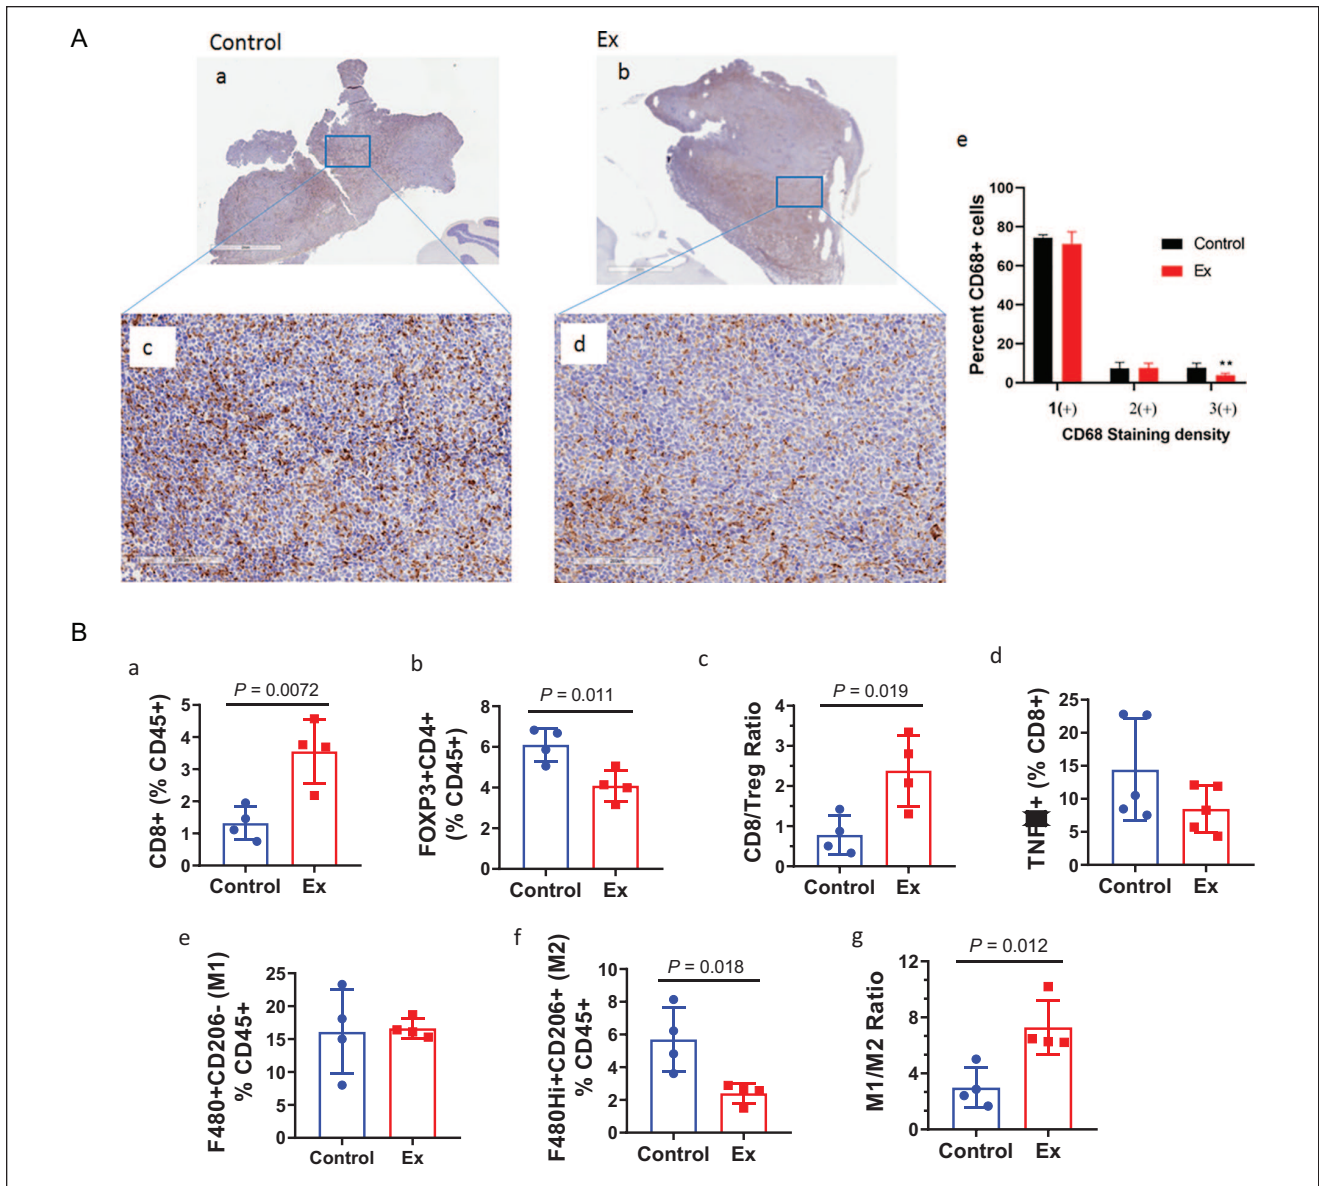 A
Control
Ex
a
b
c
d
e
100
80
60
40
20
0
Percent CD68+ cells
Control
Ex
**
1(+) 2(+) 3(+)
CD68 Staining density
B
a
P = 0.0072
CD8+ (% CD45+)
5
4
3
2
1
0
Control Ex
b
P = 0.011
FOXP3+CD4+
(% CD45+)
8
6
4
2
0
Control Ex
c
P = 0.019
CD8/Treg Ratio
4
3
2
1
0
Control Ex
d
TNF + (% CD8+)
25
20
15
10
5
0
Control Ex
e
F480+CD206- (M1)
% CD45+
25
20
15
10
5
0
Control Ex
f
P = 0.018
F480Hi+CD206+ (M2)
% CD45+
10
8
6
4
2
0
Control Ex
g
P = 0.012
M1/M2 Ratio
12
8
4
0
Control Ex